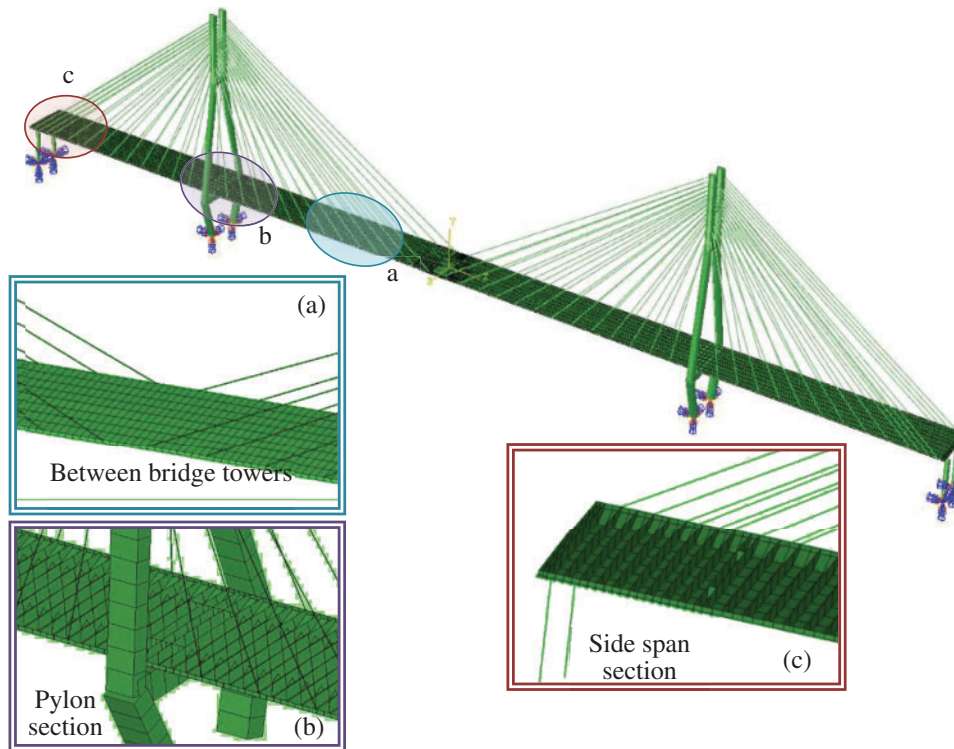 c
b
a
Y
(a)
Between bridge towers
Pylon
section
(b)
Side span
section
(c)